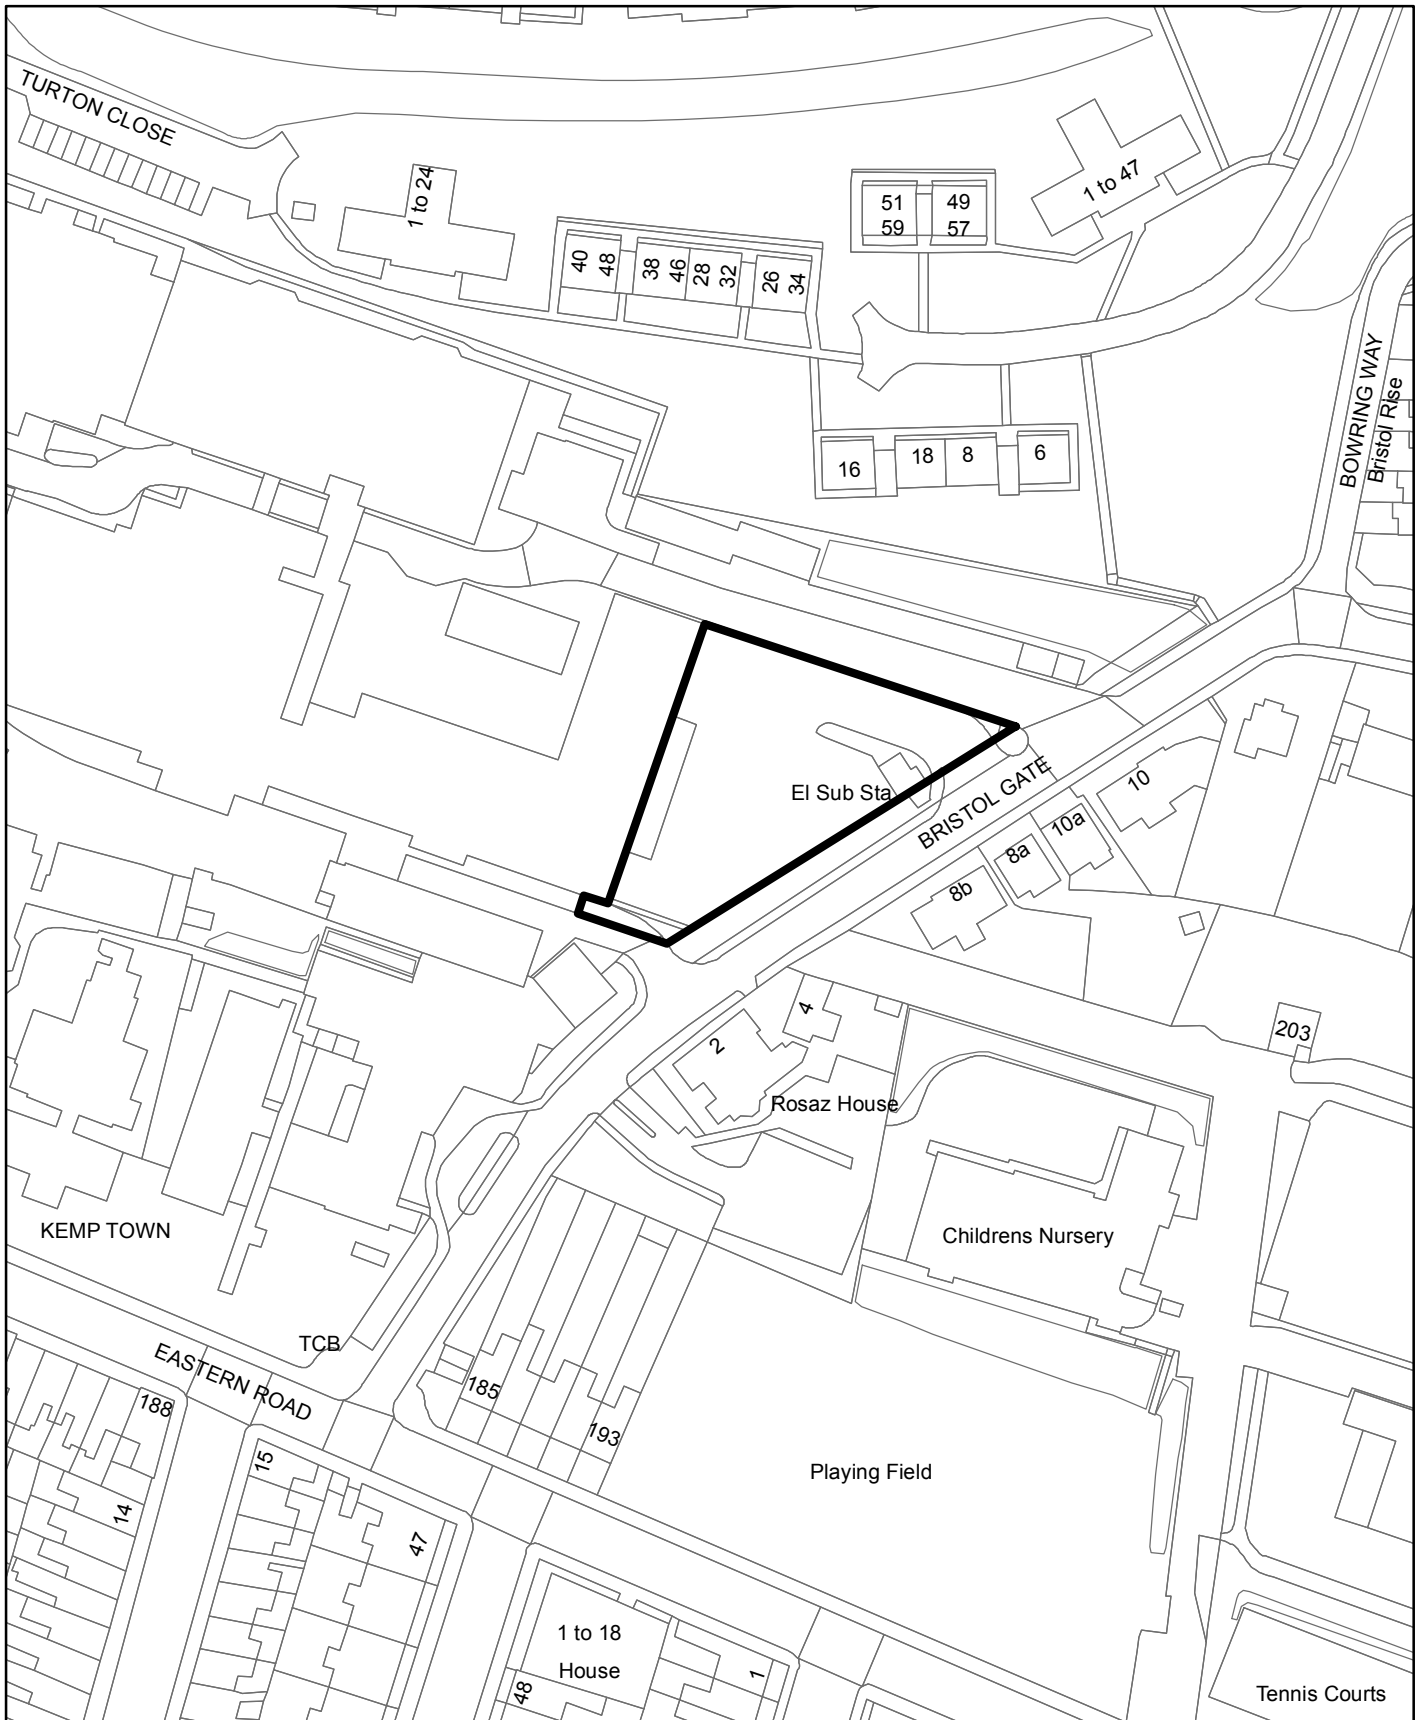 TURTON CLOSE
1 to 24
1 to 47
51
49
59
57
40
48
38
46
28
32
26
34
BOWRING WAY
Bristol Rise
16
18
8
6
El Sub Sta
BRISTOL GATE
10
10a
8a
8b
4
2
203
Rosaz House
KEMP TOWN
Childrens Nursery
TCB
EASTERN ROAD
188
185
193
15
14
47
Playing Field
1 to 18
House
48
1
Tennis Courts